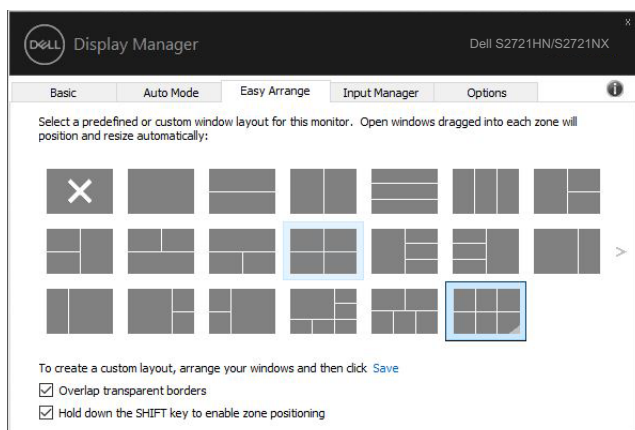 x
DELL Display Manager Dell S2721HN/S2721NX
Basic Auto Mode Easy Arrange Input Manager Options i
Select a predefined or custom window layout for this monitor. Open windows dragged into each zone will
position and resize automatically:
>
To create a custom layout, arrange your windows and then click Save
Overlap transparent borders
Hold down the SHIFT key to enable zone positioning